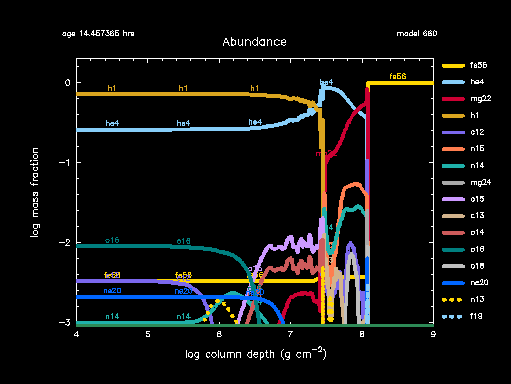 age 14.457365 hrs
model 660
Abundance
log mass fraction
0
-1
-2
-3
4
5
6
7
8
9
log column depth (g cm⁻²)
h1 h1 h1
he4 he4 he4
he4
fe56
o16 o16
fe56 fe56
ne20
n14 n14
fe56
he4
mg22
h1
c12
n15
n14
mg24
o15
c13
o14
o16
o18
ne20
n13
f19